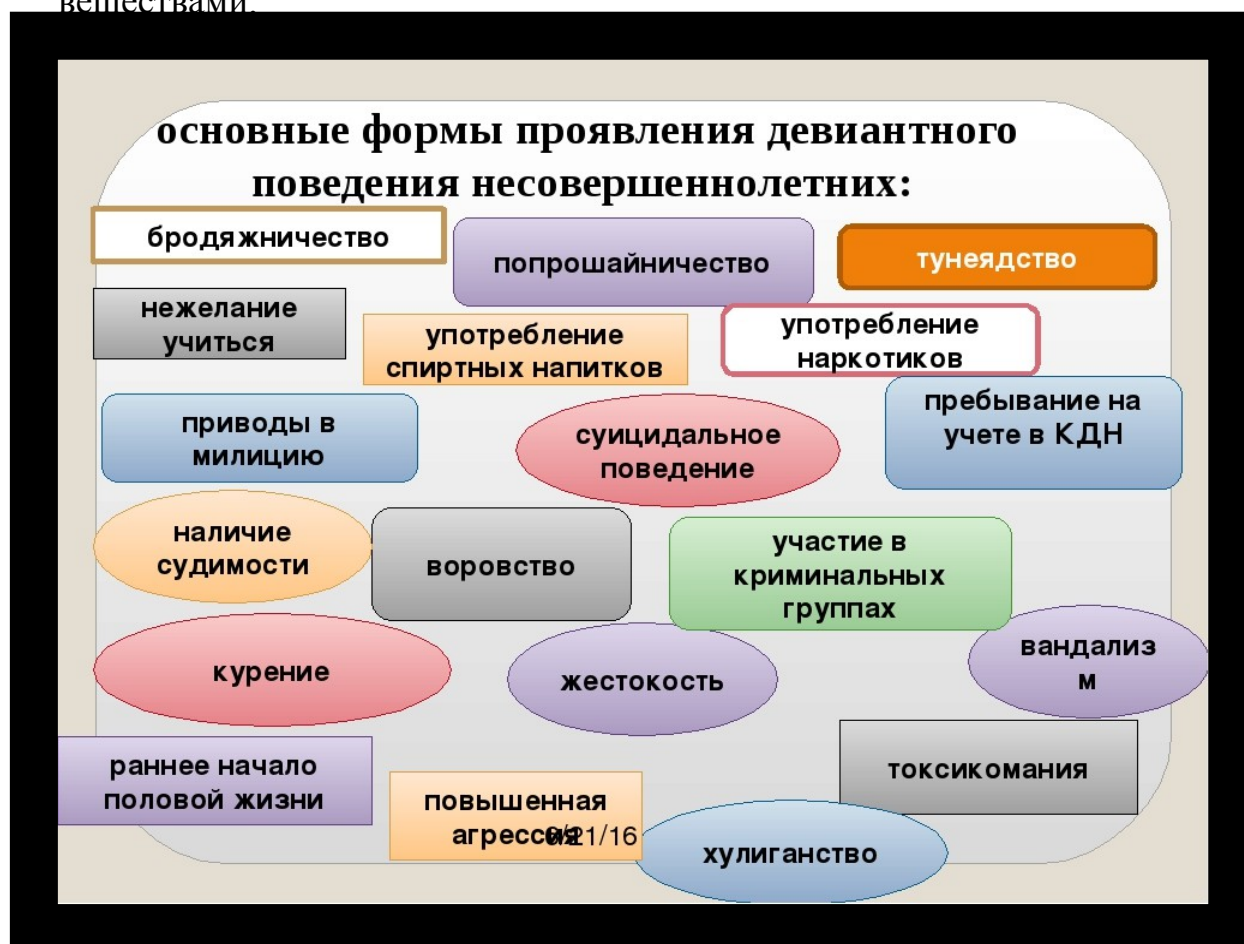 веществами.
основные формы проявления девиантного
поведения несовершеннолетних:
бродяжничество
попрошайничество
тунеядство
нежелание
учиться
употребление
спиртных напитков
употребление
наркотиков
приводы в
милицию
суицидальное
поведение
пребывание на
учете в КДН
наличие
судимости
воровство
участие в
криминальных
группах
курение
жестокость
вандализ
м
раннее начало
половой жизни
повышенная
агрессия
токсикомания
хулиганство